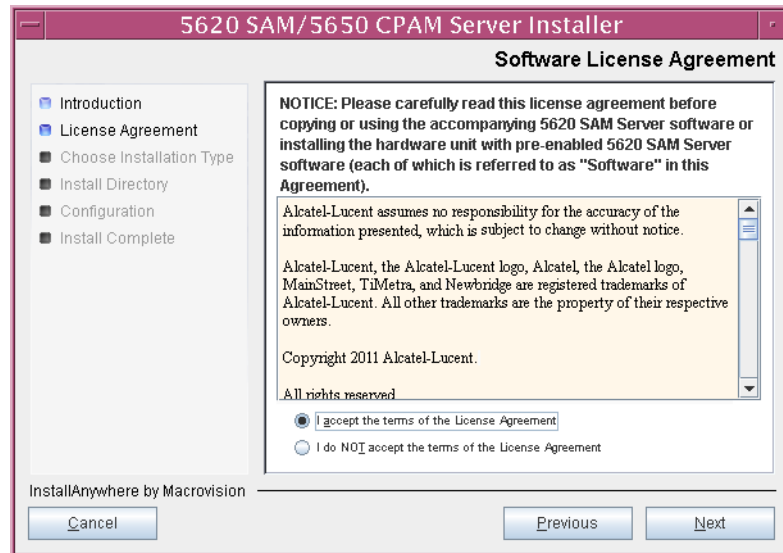 5620 SAM/5650 CPAM Server Installer
Software License Agreement
Introduction
License Agreement
Choose Installation Type
Install Directory
Configuration
Install Complete
NOTICE: Please carefully read this license agreement before
copying or using the accompanying 5620 SAM Server software or
installing the hardware unit with pre-enabled 5620 SAM Server
software (each of which is referred to as "Software" in this
Agreement).
Alcatel-Lucent assumes no responsibility for the accuracy of the
information presented, which is subject to change without notice.
Alcatel-Lucent, the Alcatel-Lucent logo, Alcatel, the Alcatel logo,
MainStreet, TiMetra, and Newbridge are registered trademarks of
Alcatel-Lucent. All other trademarks are the property of their respective
owners.
Copyright 2011 Alcatel-Lucent.
All rights reserved
I accept the terms of the License Agreement
I do NOT accept the terms of the License Agreement
InstallAnywhere by Macrovision
Cancel
Previous
Next